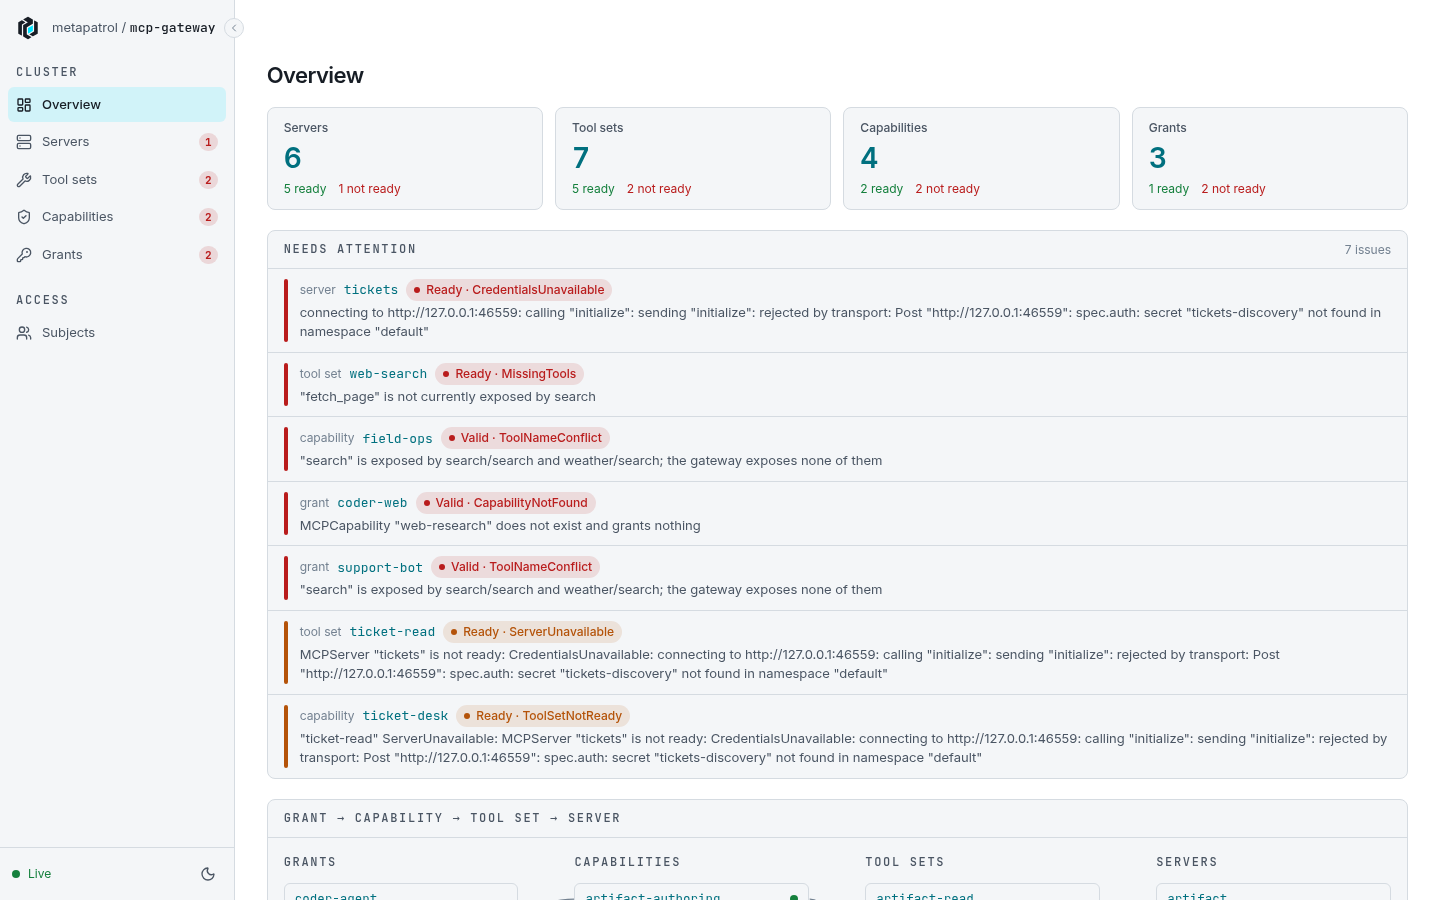 metapatrol / mcp-gateway
CLUSTER
Overview
Servers 1
Tool sets 2
Capabilities 2
Grants 2
ACCESS
Subjects
Live
Overview
Servers
6
5 ready 1 not ready
Tool sets
7
5 ready 2 not ready
Capabilities
4
2 ready 2 not ready
Grants
3
1 ready 2 not ready
NEEDS ATTENTION 7 issues
server tickets Ready · CredentialsUnavailable
connecting to http://127.0.0.1:46559: calling "initialize": sending "initialize": rejected by transport: Post "http://127.0.0.1:46559": spec.auth: secret "tickets-discovery" not found in
namespace "default"
tool set web-search Ready · MissingTools
"fetch_page" is not currently exposed by search
capability field-ops Valid · ToolNameConflict
"search" is exposed by search/search and weather/search; the gateway exposes none of them
grant coder-web Valid · CapabilityNotFound
MCPCapability "web-research" does not exist and grants nothing
grant support-bot Valid · ToolNameConflict
"search" is exposed by search/search and weather/search; the gateway exposes none of them
tool set ticket-read Ready · ServerUnavailable
MCPServer "tickets" is not ready: CredentialsUnavailable: connecting to http://127.0.0.1:46559: calling "initialize": sending "initialize": rejected by transport: Post
"http://127.0.0.1:46559": spec.auth: secret "tickets-discovery" not found in namespace "default"
capability ticket-desk Ready · ToolSetNotReady
"ticket-read" ServerUnavailable: MCPServer "tickets" is not ready: CredentialsUnavailable: connecting to http://127.0.0.1:46559: calling "initialize": sending "initialize": rejected by
transport: Post "http://127.0.0.1:46559": spec.auth: secret "tickets-discovery" not found in namespace "default"
GRANT → CAPABILITY → TOOL SET → SERVER
GRANTS CAPABILITIES TOOL SETS SERVERS
coder-agent artifact-authoring artifact-read artifact